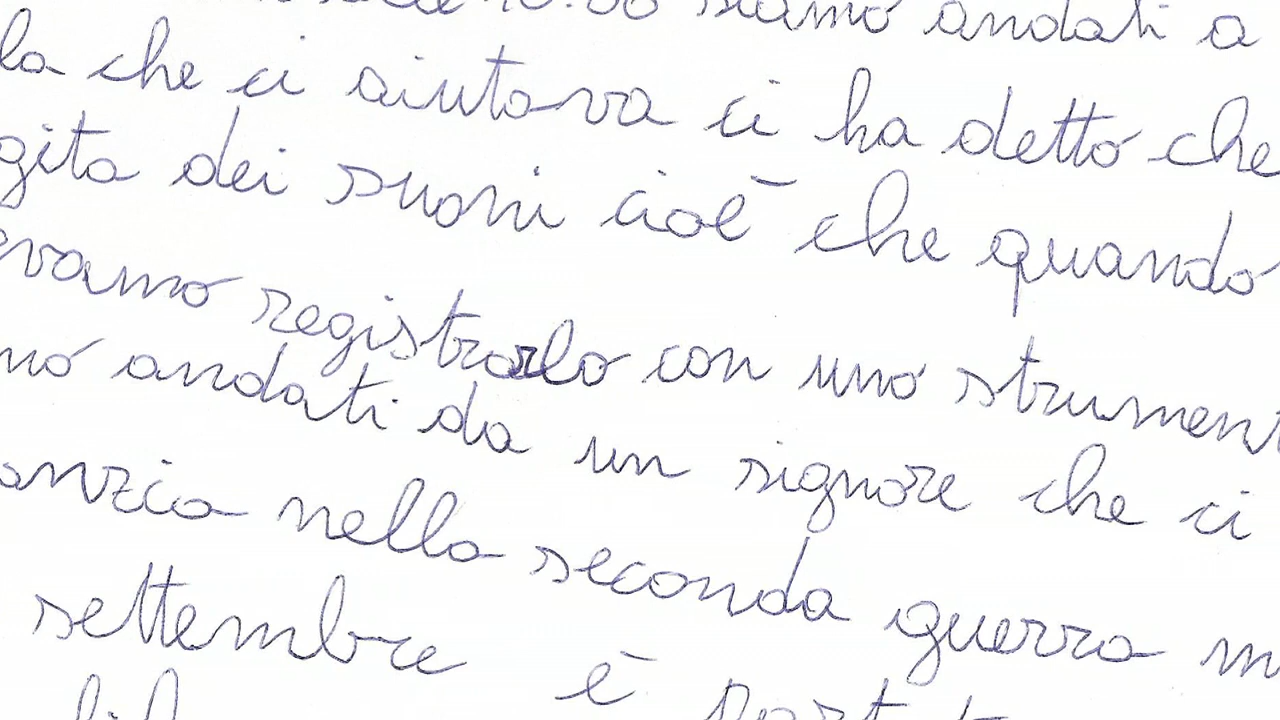 siamo andati a
la che ci aiutava ci ha detto che
gita dei suoni cioè che quando
evamo registrarlo con uno strument
mo andati da un signore che ci
anzia nella seconda guerra m
settembre è